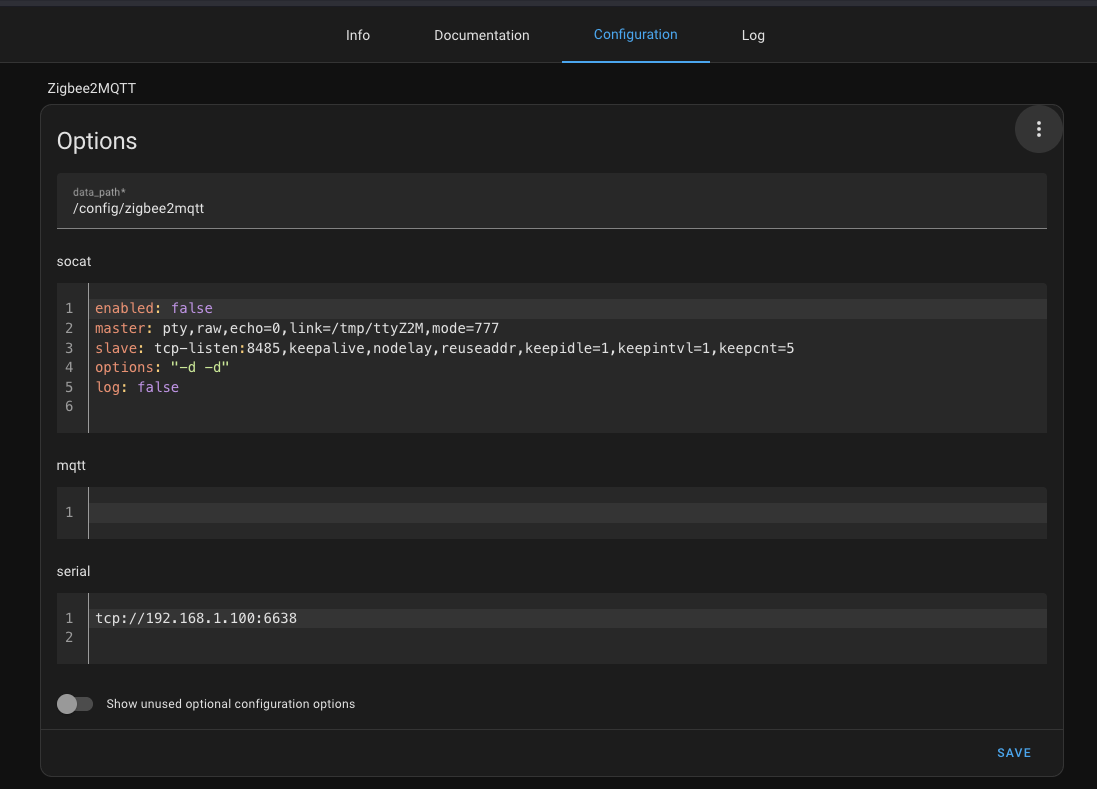 Info Documentation Configuration Log
Zigbee2MQTT
Options
data_path*
/config/zigbee2mqtt
socat
1 enabled: false
2 master: pty,raw,echo=0,link=/tmp/ttyZ2M,mode=777
3 slave: tcp-listen:8485,keepalive,nodelay,reuseaddr,keepidle=1,keepintvl=1,keepcnt=5
4 options: "-d -d"
5 log: false
6
mqtt
1
serial
1 tcp://192.168.1.100:6638
2
Show unused optional configuration options
SAVE